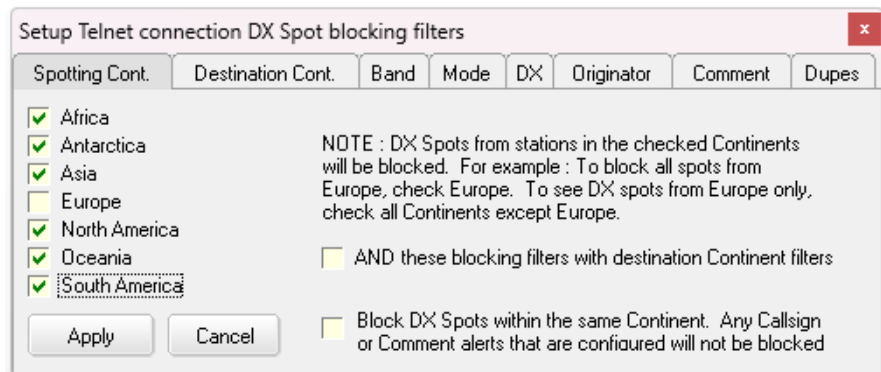 Setup Telnet connection DX Spot blocking filters
x
Spotting Cont. Destination Cont. Band Mode DX Originator Comment Dupes
Africa
Antarctica
Asia
Europe
North America
Oceania
South America
NOTE : DX Spots from stations in the checked Continents
will be blocked. For example : To block all spots from
Europe, check Europe. To see DX spots from Europe only,
check all Continents except Europe.
AND these blocking filters with destination Continent filters
Block DX Spots within the same Continent. Any Callsign
or Comment alerts that are configured will not be blocked
Apply Cancel